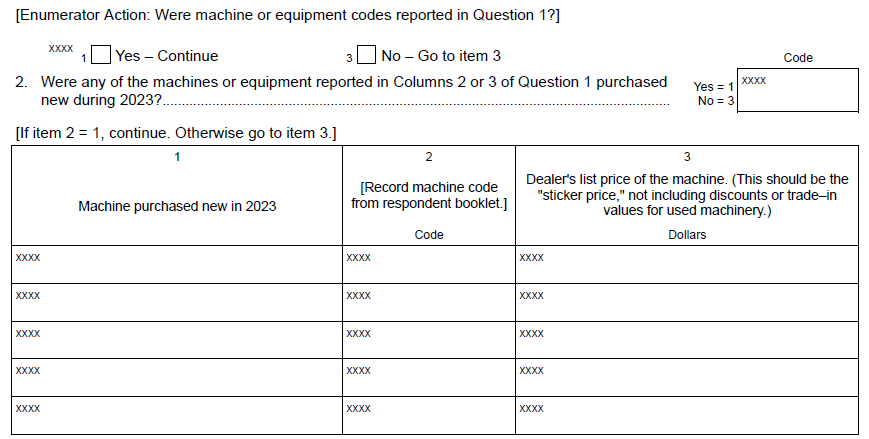 [Enumerator Action: Were machine or equipment codes reported in Question 1?]
xxxx 1 Yes – Continue 3 No – Go to item 3
Code
2. Were any of the machines or equipment reported in Columns 2 or 3 of Question 1 purchased
new during 2023?..............................................................................................................................
Yes = 1
No = 3
xxxx
[If item 2 = 1, continue. Otherwise go to item 3.]
1
Machine purchased new in 2023
2
[Record machine code
from respondent booklet.]
Code
3
Dealer's list price of the machine. (This should be the
"sticker price," not including discounts or trade–in
values for used machinery.)
Dollars
xxxx xxxx xxxx
xxxx xxxx xxxx
xxxx xxxx xxxx
xxxx xxxx xxxx
xxxx xxxx xxxx